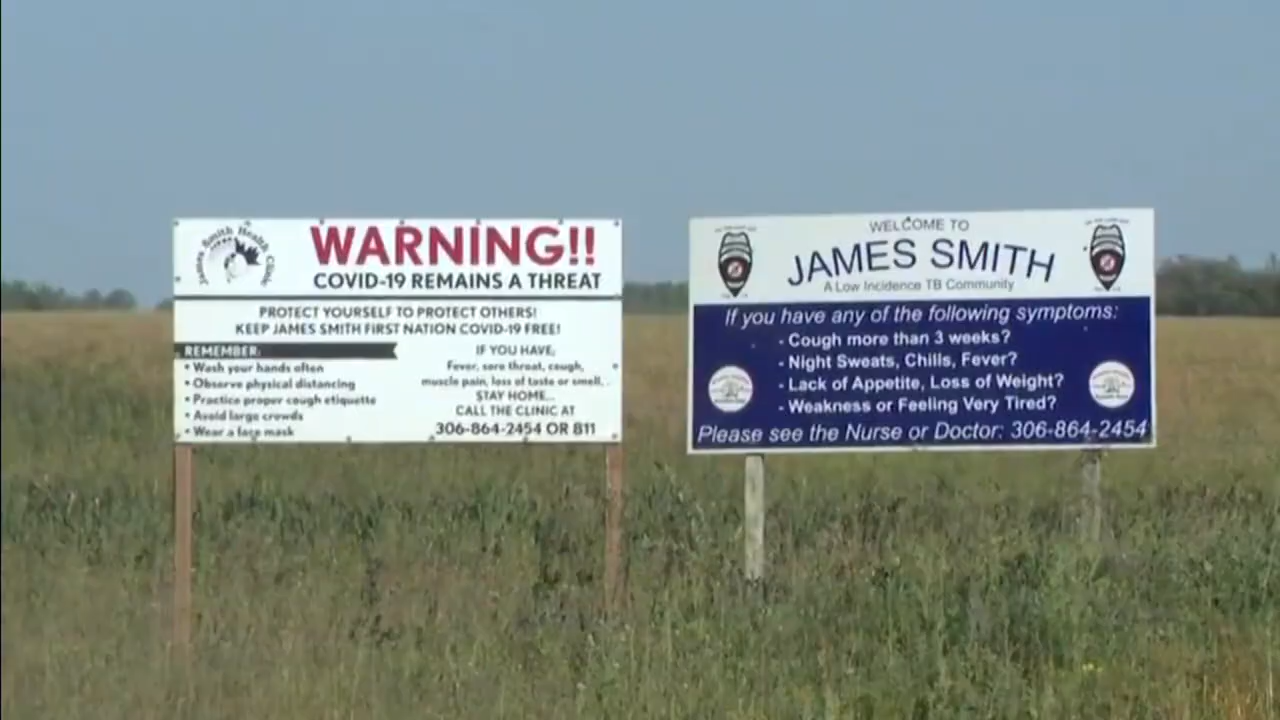 James Smith Health Clinic
WARNING!!
COVID-19 REMAINS A THREAT
PROTECT YOURSELF TO PROTECT OTHERS!
KEEP JAMES SMITH FIRST NATION COVID-19 FREE!
REMEMBER:
• Wash your hands often
• Observe physical distancing
• Practice proper cough etiquette
• Avoid large crowds
• Wear a face mask
IF YOU HAVE;
Fever, sore throat, cough,
muscle pain, loss of taste or smell,
STAY HOME...
CALL THE CLINIC AT
306-864-2454 OR 811
WELCOME TO
JAMES SMITH
A Low Incidence TB Community
If you have any of the following symptoms:
- Cough more than 3 weeks?
- Night Sweats, Chills, Fever?
- Lack of Appetite, Loss of Weight?
- Weakness or Feeling Very Tired?
Please see the Nurse or Doctor: 306-864-2454